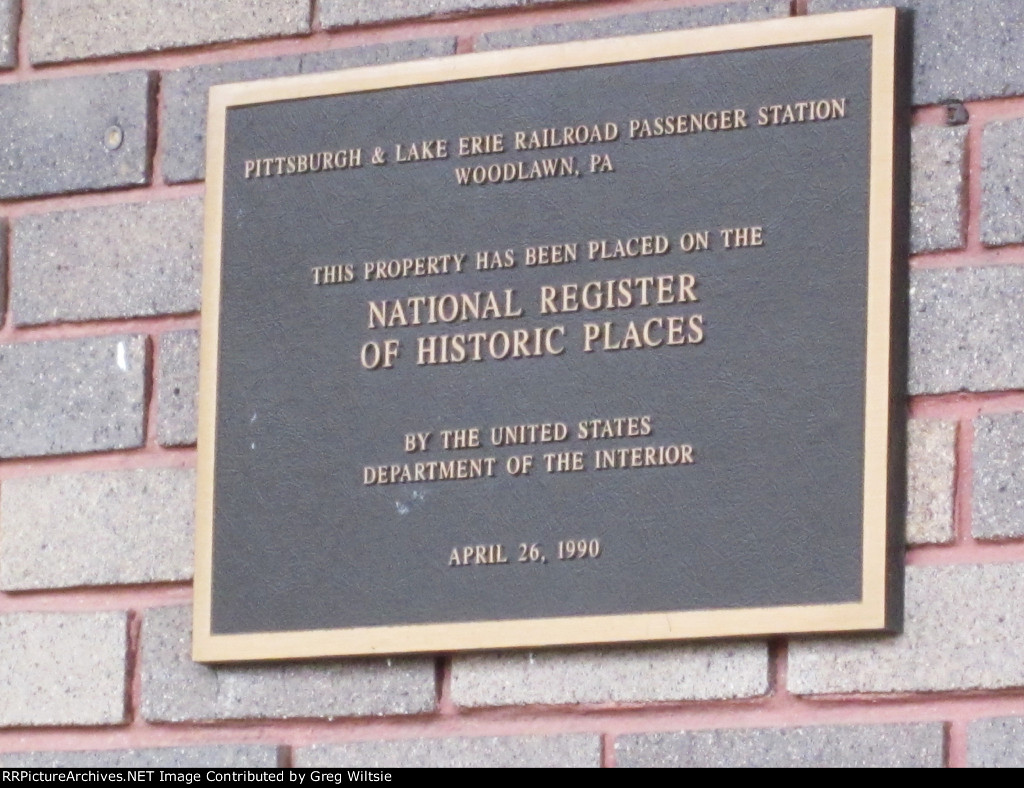 PITTSBURGH & LAKE ERIE RAILROAD PASSENGER STATION
WOODLAWN, PA
THIS PROPERTY HAS BEEN PLACED ON THE
NATIONAL REGISTER
OF HISTORIC PLACES
BY THE UNITED STATES
DEPARTMENT OF THE INTERIOR
APRIL 26, 1990
RRPictureArchives.NET Image Contributed by Greg Wiltsie